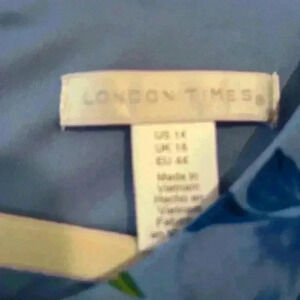 LONDON TIMES®
US 14
UK 18
EU 44
Made in
Vietnam
Hecho en
Vietnam